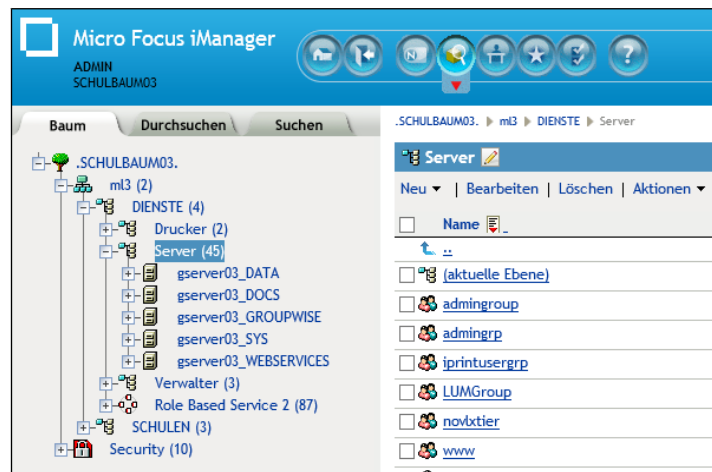 Micro Focus iManager
ADMIN
SCHULBAUM03
N
?
Baum Durchsuchen Suchen
.SCHULBAUM03.
ml3 (2)
DIENSTE (4)
Drucker (2)
Server (45)
gserver03_DATA
gserver03_DOCS
gserver03_GROUPWISE
gserver03_SYS
gserver03_WEBSERVICES
Verwalter (3)
Role Based Service 2 (87)
SCHULEN (3)
Security (10)
.SCHULBAUM03. ml3 DIENSTE Server
Server
Neu | Bearbeiten | Löschen | Aktionen
Name
..
(aktuelle Ebene)
admingroup
admingrp
iprintusergrp
LUMGroup
novlxtier
www